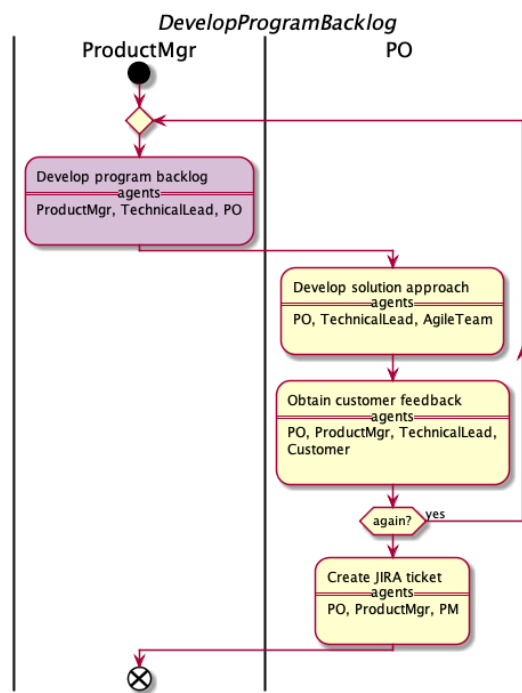 DevelopProgramBacklog
ProductMgr
PO
Develop program backlog
agents
ProductMgr, TechnicalLead, PO
Develop solution approach
agents
PO, TechnicalLead, AgileTeam
Obtain customer feedback
agents
PO, ProductMgr, TechnicalLead,
Customer
again?
yes
Create JIRA ticket
agents
PO, ProductMgr, PM